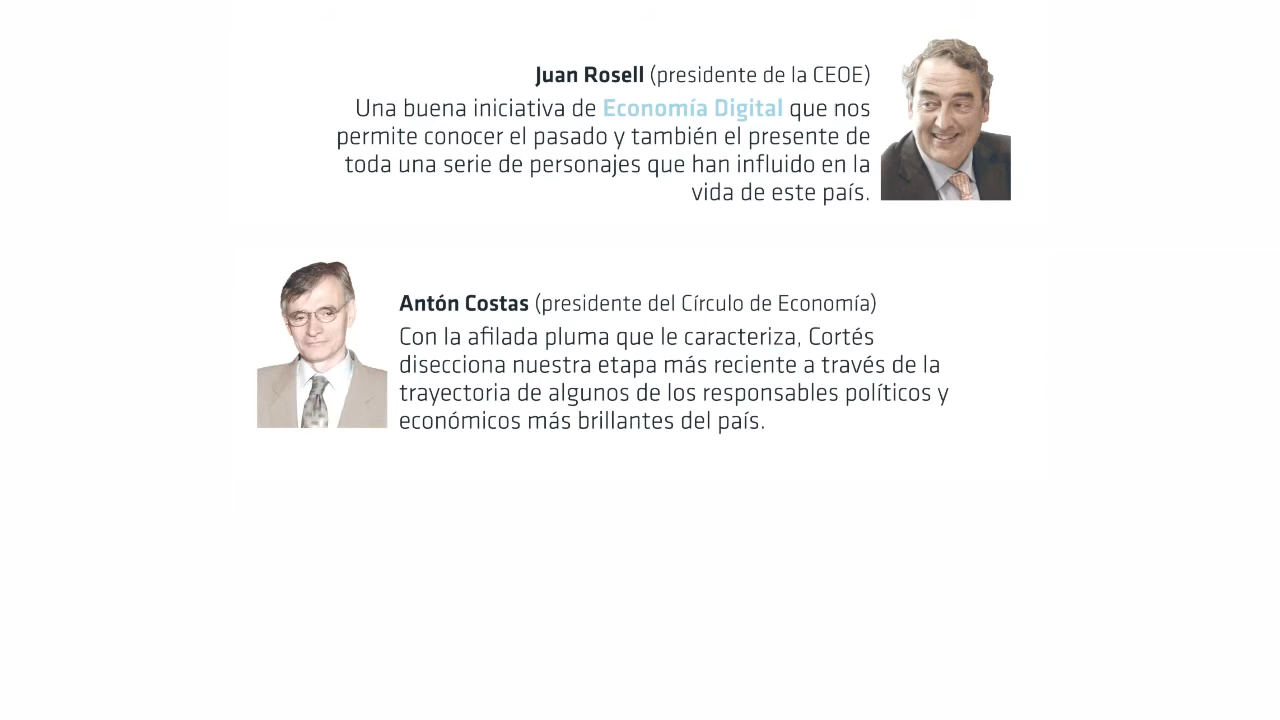 Juan Rosell (presidente de la CEOE)
Una buena iniciativa de Economía Digital que nos
permite conocer el pasado y también el presente de
toda una serie de personajes que han influido en la
vida de este país.
Antón Costas (presidente del Círculo de Economía)
Con la afilada pluma que le caracteriza, Cortés
disecciona nuestra etapa más reciente a través de la
trayectoria de algunos de los responsables políticos y
económicos más brillantes del país.